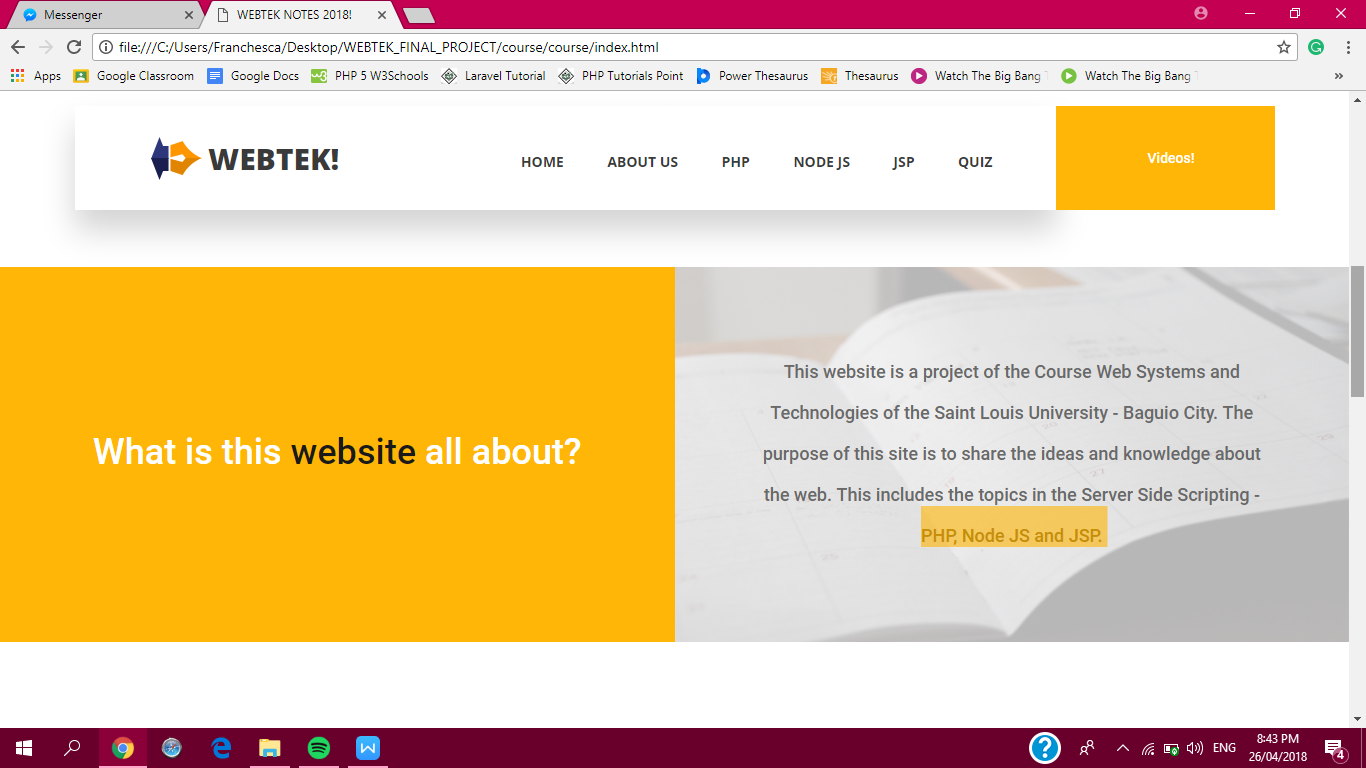 Messenger
WEBTEK NOTES 2018!
file:///C:/Users/Franchesca/Desktop/WEBTEK_FINAL_PROJECT/course/course/index.html
Apps Google Classroom Google Docs PHP 5 W3Schools Laravel Tutorial PHP Tutorials Point Power Thesaurus Thesaurus Watch The Big Bang Watch The Big Bang
WEBTEK!
HOME ABOUT US PHP NODE JS JSP QUIZ
Videos!
What is this website all about?
This website is a project of the Course Web Systems and
Technologies of the Saint Louis University - Baguio City. The
purpose of this site is to share the ideas and knowledge about
the web. This includes the topics in the Server Side Scripting -
PHP, Node JS and JSP.
ENG
8:43 PM
26/04/2018
4